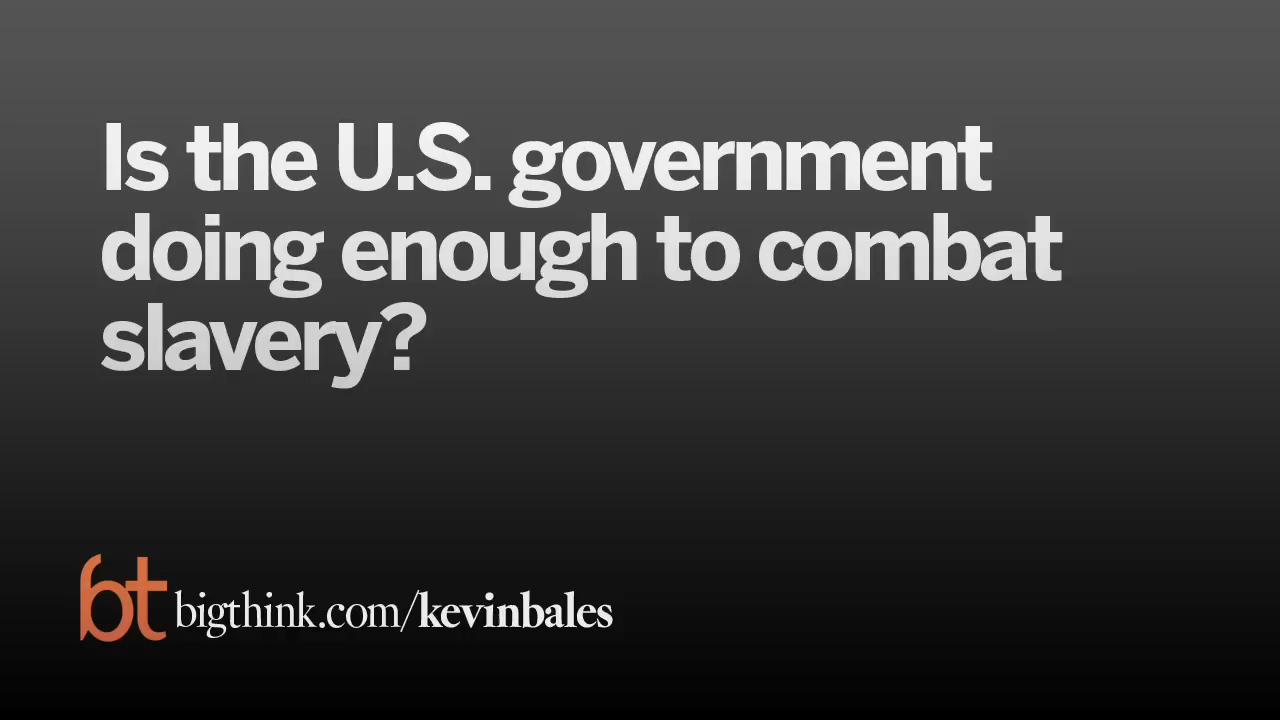 Is the U.S. government
doing enough to combat
slavery?
bt bigthink.com/kevinbales